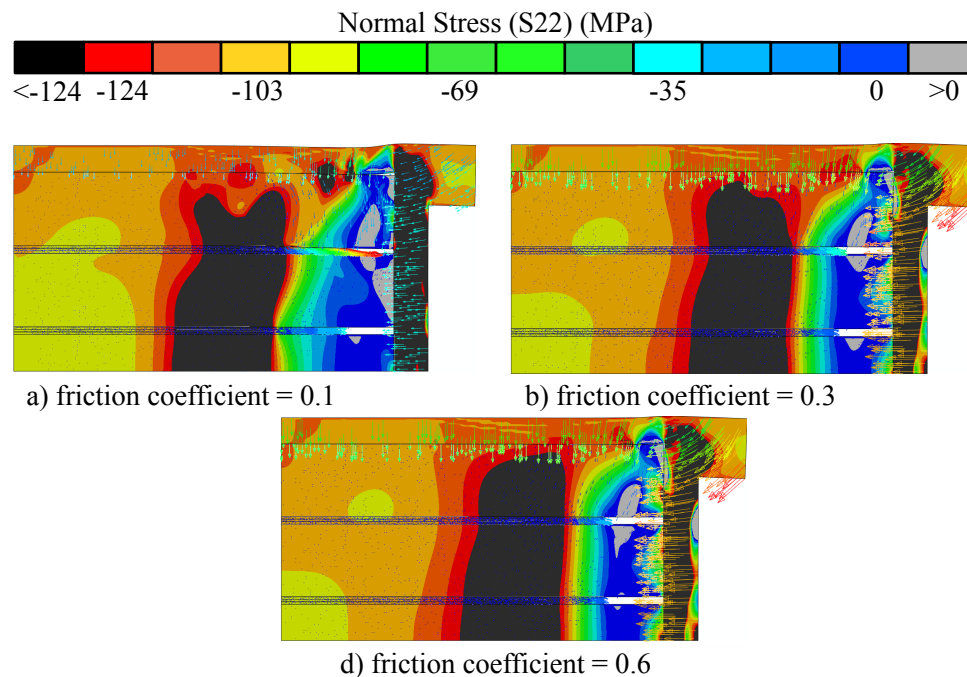 Normal Stress (S22) (MPa)
<-124 -124 -103 -69 -35 0 >0
a) friction coefficient = 0.1
b) friction coefficient = 0.3
d) friction coefficient = 0.6